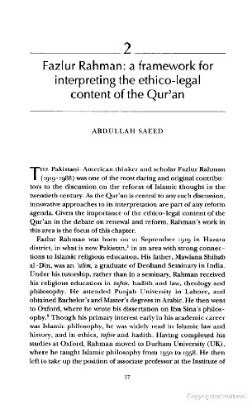 2
Fazlur Rahman: a framework for
interpreting the ethico-legal
content of the Qur'an
ABDULLAH SAEED
THE Pakistani-American thinker and scholar Fazlur Rahman
(1919-1988) was one of the most daring and original contribu-
tors to the discussion on the reform of Islamic thought in the
twentieth century. As the Qur'an is central to any such discussion,
innovative approaches to its interpretation are part of any reform
agenda. Given the importance of the ethico-legal content of the
Qur'an in the debate on renewal and reform, Rahman's work in
this area is the focus of this chapter.
Fazlur Rahman was born on 21 September 1919 in Hazara
district, in what is now Pakistan,¹ in an area with strong connec-
tions to Islamic religious education. His father, Mawlana Shihab
al-Din, was an 'alim, a graduate of Deoband Seminary in India.
Under his tutorship, rather than in a seminary, Rahman received
his religious education in tafsir, hadith and law, theology and
philosophy. He attended Punjab University in Lahore, and
obtained Bachelor's and Master's degrees in Arabic. He then went
to Oxford, where he wrote his dissertation on Ibn Sina's philos-
ophy.² Though his primary interest early in his academic career
was Islamic philosophy, he was widely read in Islamic law and
history, and in ethics, tafsir and hadith. Having completed his
studies at Oxford, Rahman moved to Durham University (UK),
where he taught Islamic philosophy from 1950 to 1958. He then
left to take up the position of associate professor at the Institute of
37
Copyrighted material